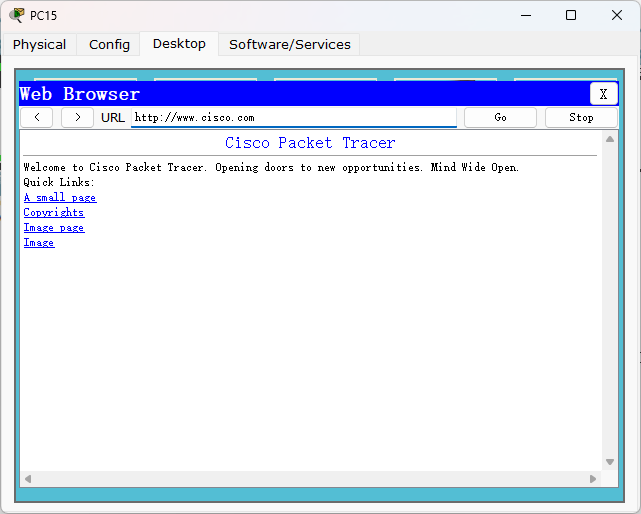 PC15
Physical Config Desktop Software/Services
Web Browser X
< > URL http://www.cisco.com Go Stop
Cisco Packet Tracer
Welcome to Cisco Packet Tracer. Opening doors to new opportunities. Mind Wide Open.
Quick Links:
A small page
Copyrights
Image page
Image